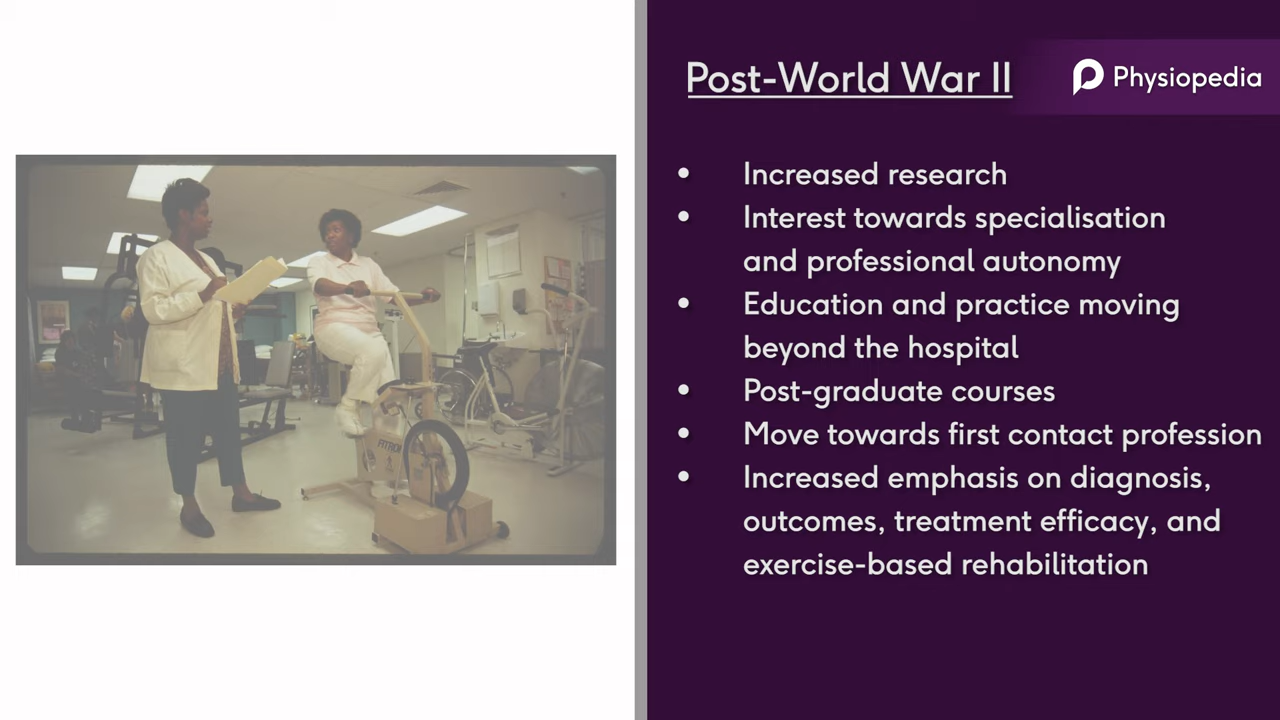 Post-World War II
Physiopedia
• Increased research
• Interest towards specialisation
and professional autonomy
• Education and practice moving
beyond the hospital
• Post-graduate courses
• Move towards first contact profession
• Increased emphasis on diagnosis,
outcomes, treatment efficacy, and
exercise-based rehabilitation
FITRON